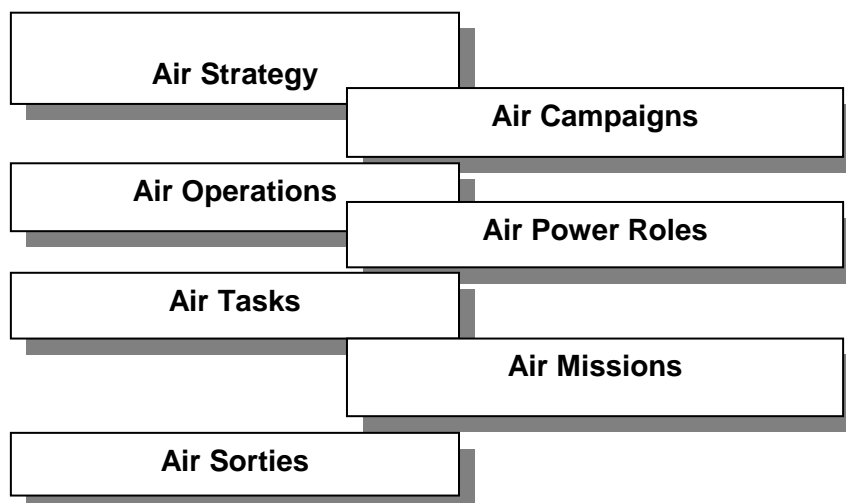 Air Strategy
Air Campaigns
Air Operations
Air Power Roles
Air Tasks
Air Missions
Air Sorties